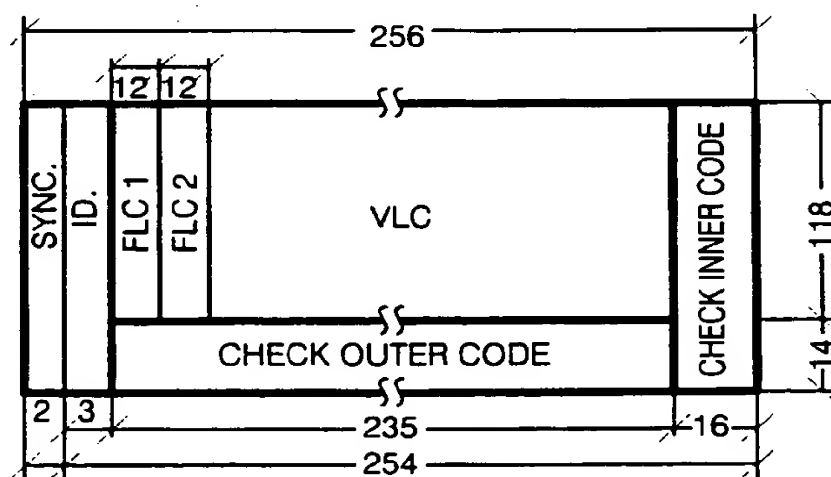 256
12 12
SYNC.
ID.
FLC 1
FLC 2
VLC
CHECK INNER CODE
118
CHECK OUTER CODE
14
2 3 235 16
254